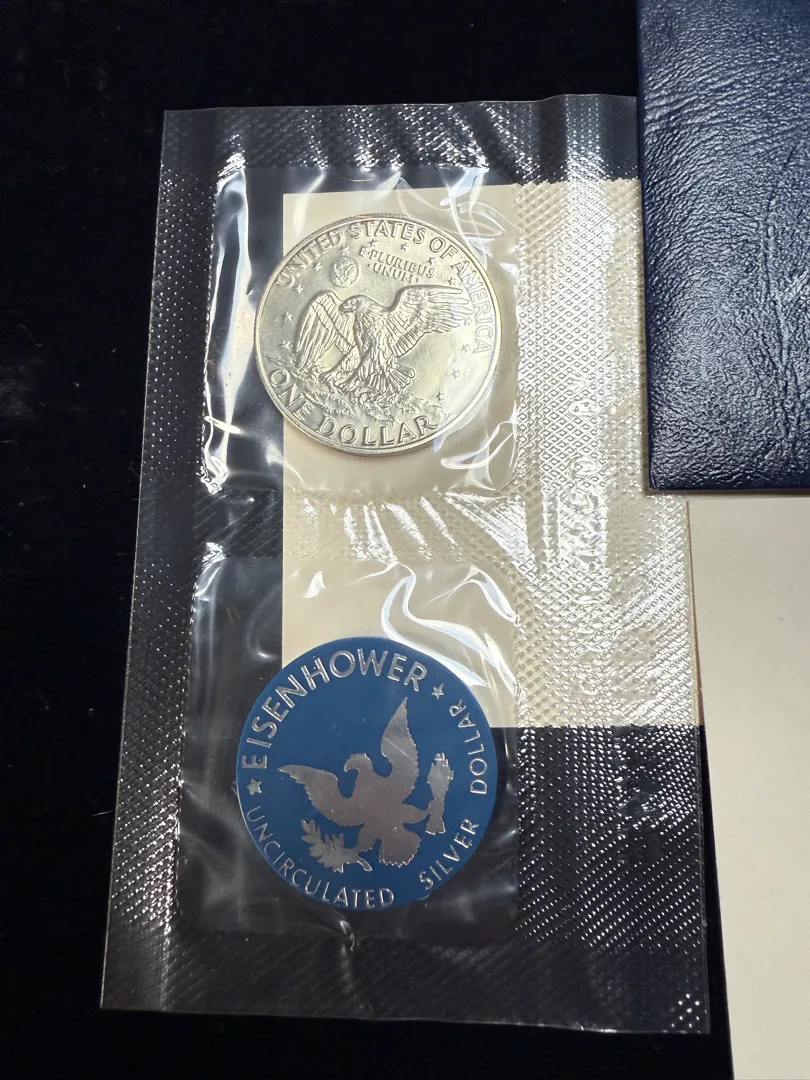 UNITED STATES OF AMERICA
E·PLURIBUS
·UNUM·
ONE DOLLAR
EISENHOWER
UNCIRCULATED SILVER DOLLAR